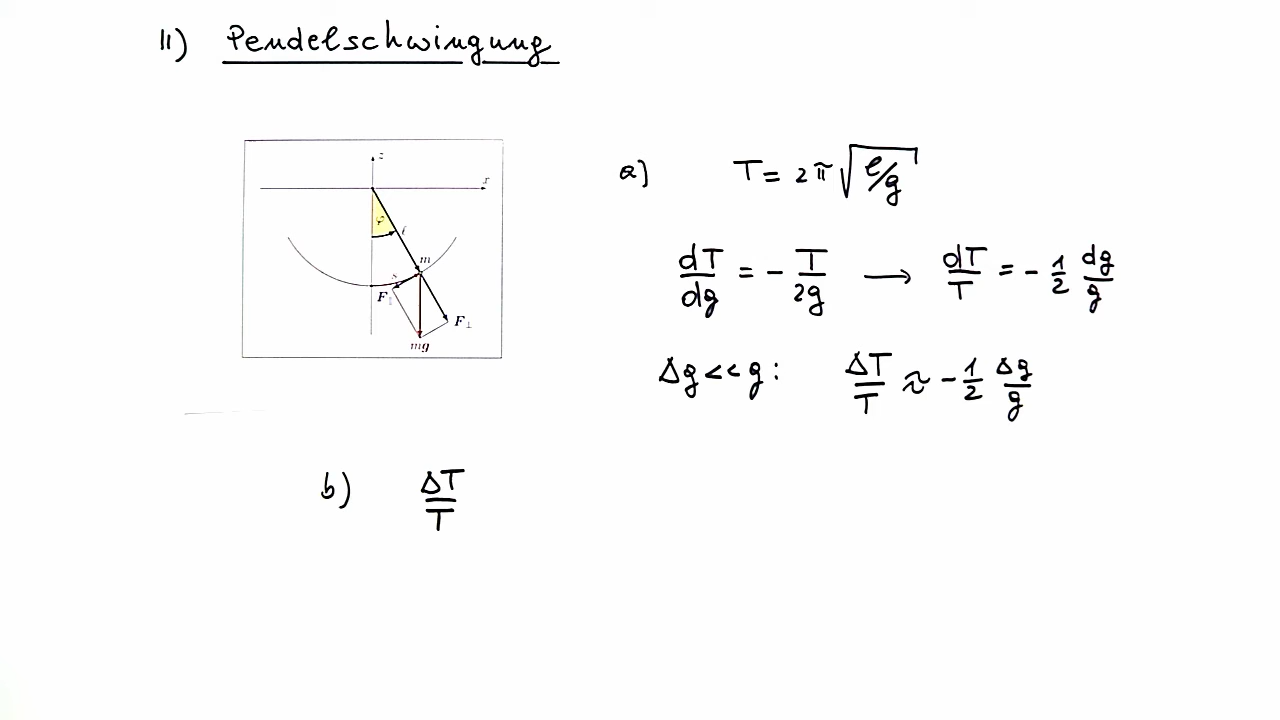 11) Pendelschwingung
z
x
φ
l
m
s
F∥
F⊥
mg
a) T = 2π√(l/g)
dT/dg = - T/2g → dT/T = - 1/2 dg/g
Δg << g: ΔT/T ≈ - 1/2 Δg/g
b) ΔT/T